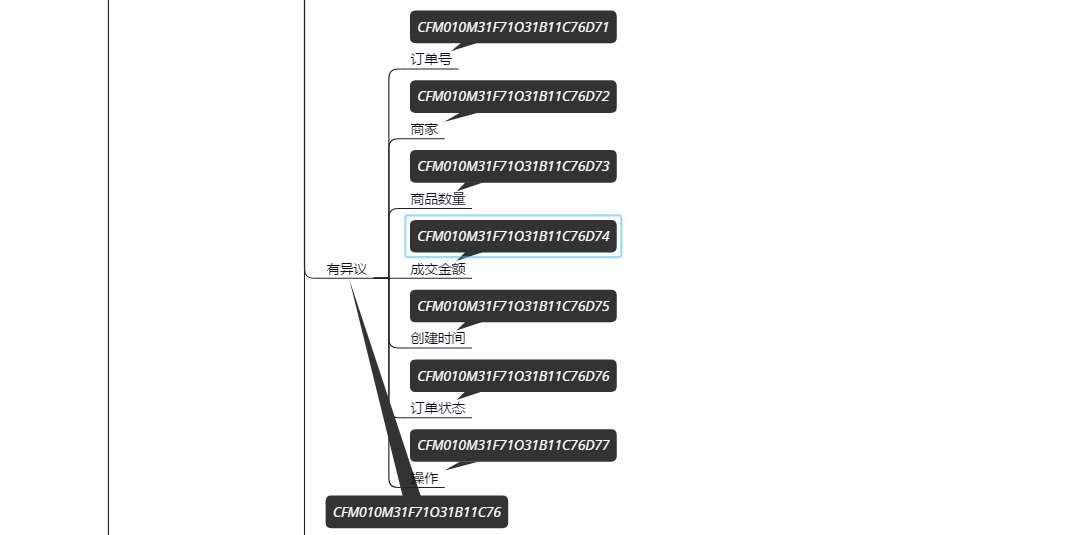 CFM010M31F71O31B11C76D71
订单号
CFM010M31F71O31B11C76D72
商家
CFM010M31F71O31B11C76D73
商品数量
CFM010M31F71O31B11C76D74
有异议
成交金额
CFM010M31F71O31B11C76D75
创建时间
CFM010M31F71O31B11C76D76
订单状态
CFM010M31F71O31B11C76D77
操作
CFM010M31F71O31B11C76